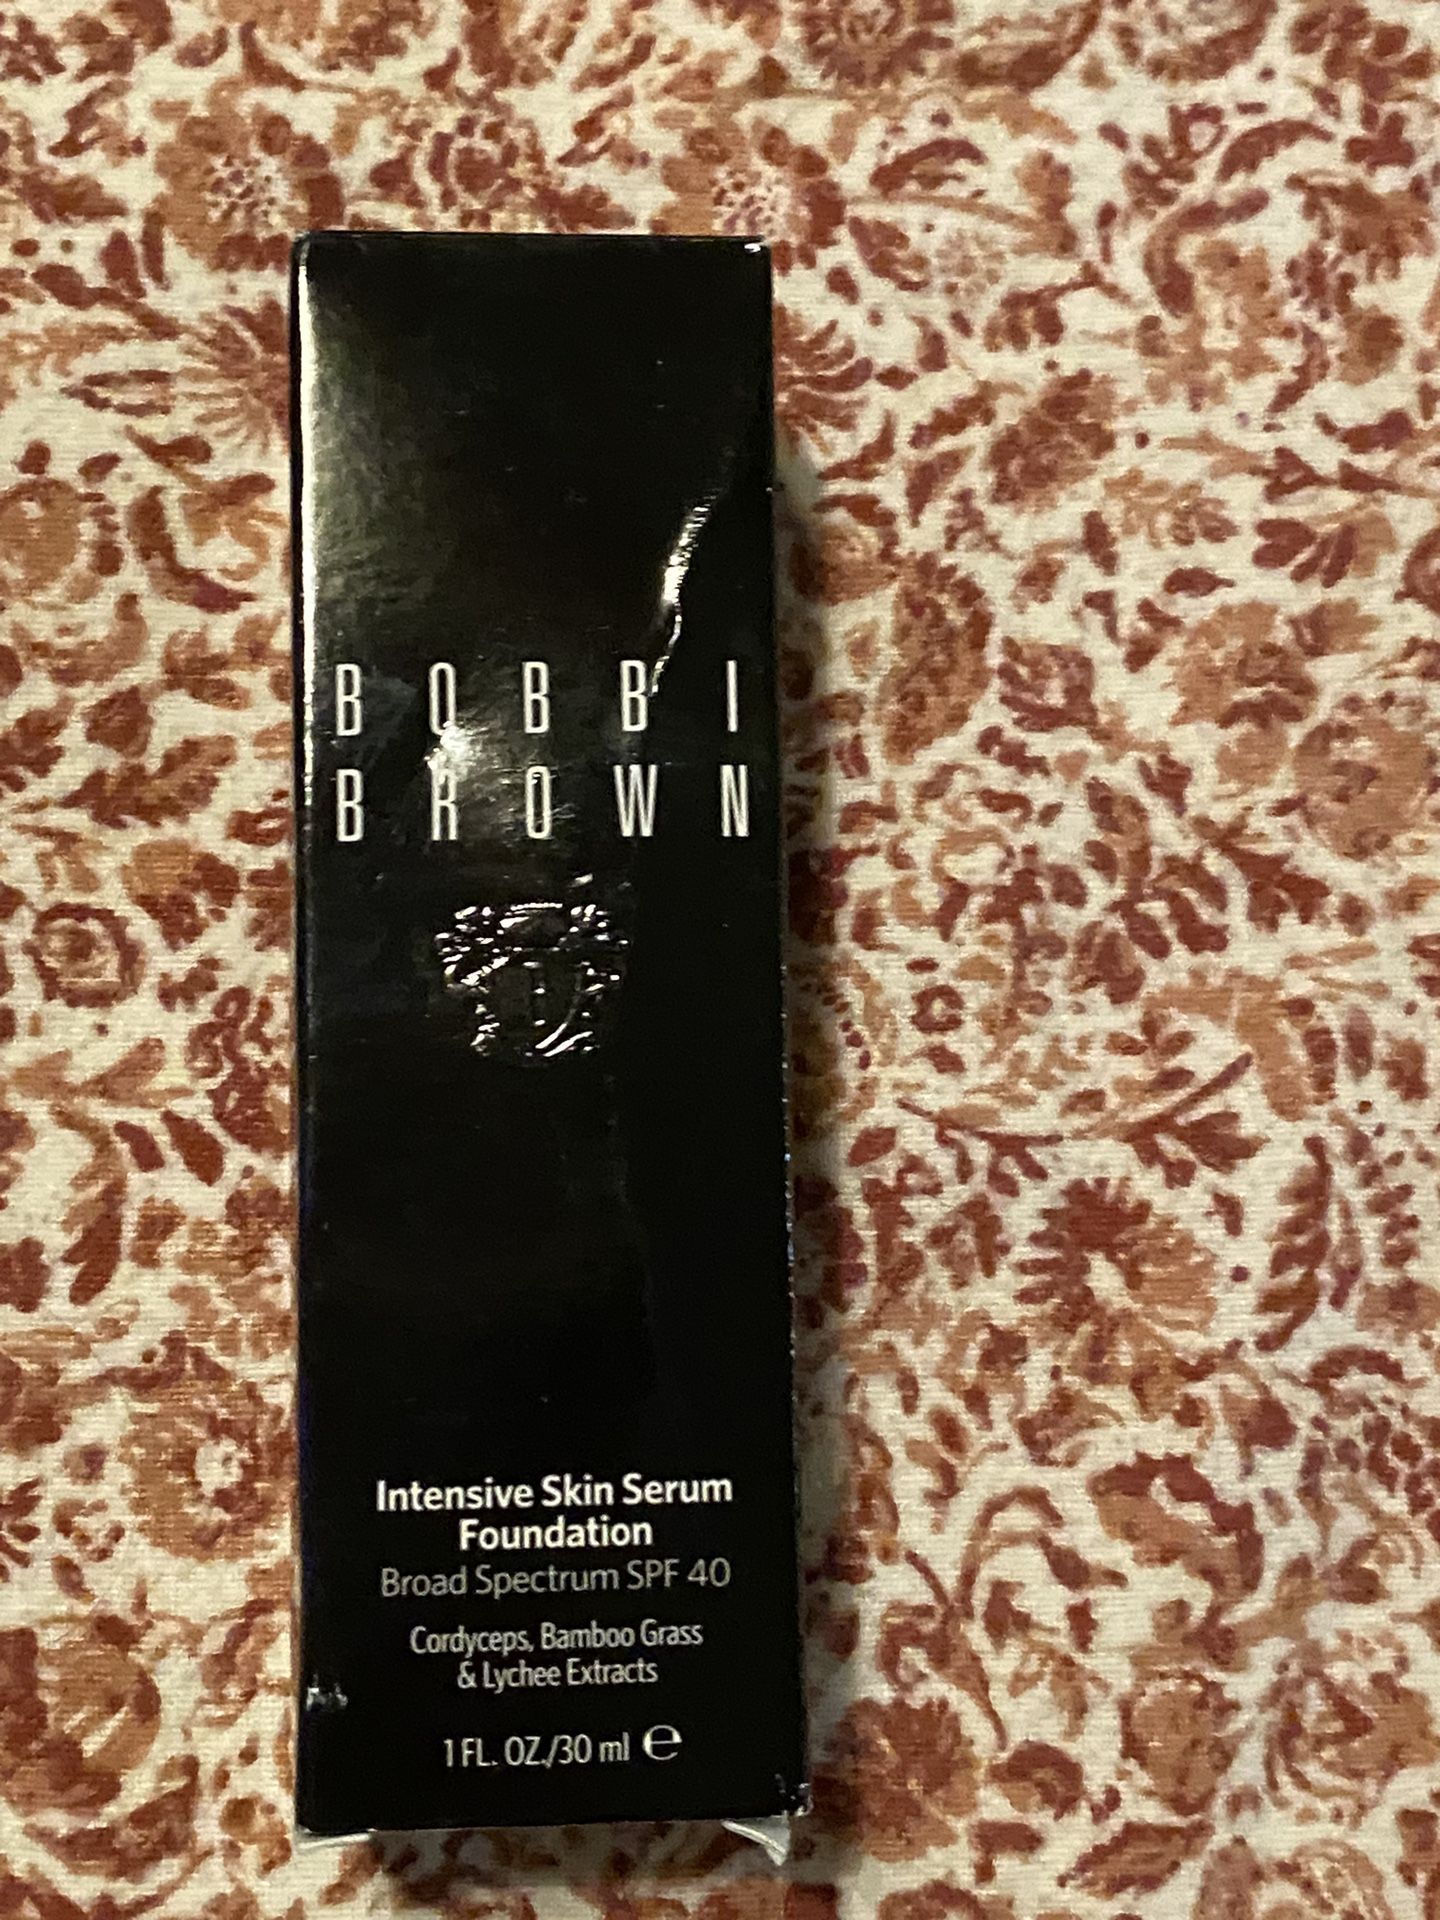 BOBBI
BROWN
Intensive Skin Serum
Foundation
Broad Spectrum SPF 40
Cordyceps, Bamboo Grass
& Lychee Extracts
1 FL. OZ./30 ml ℮